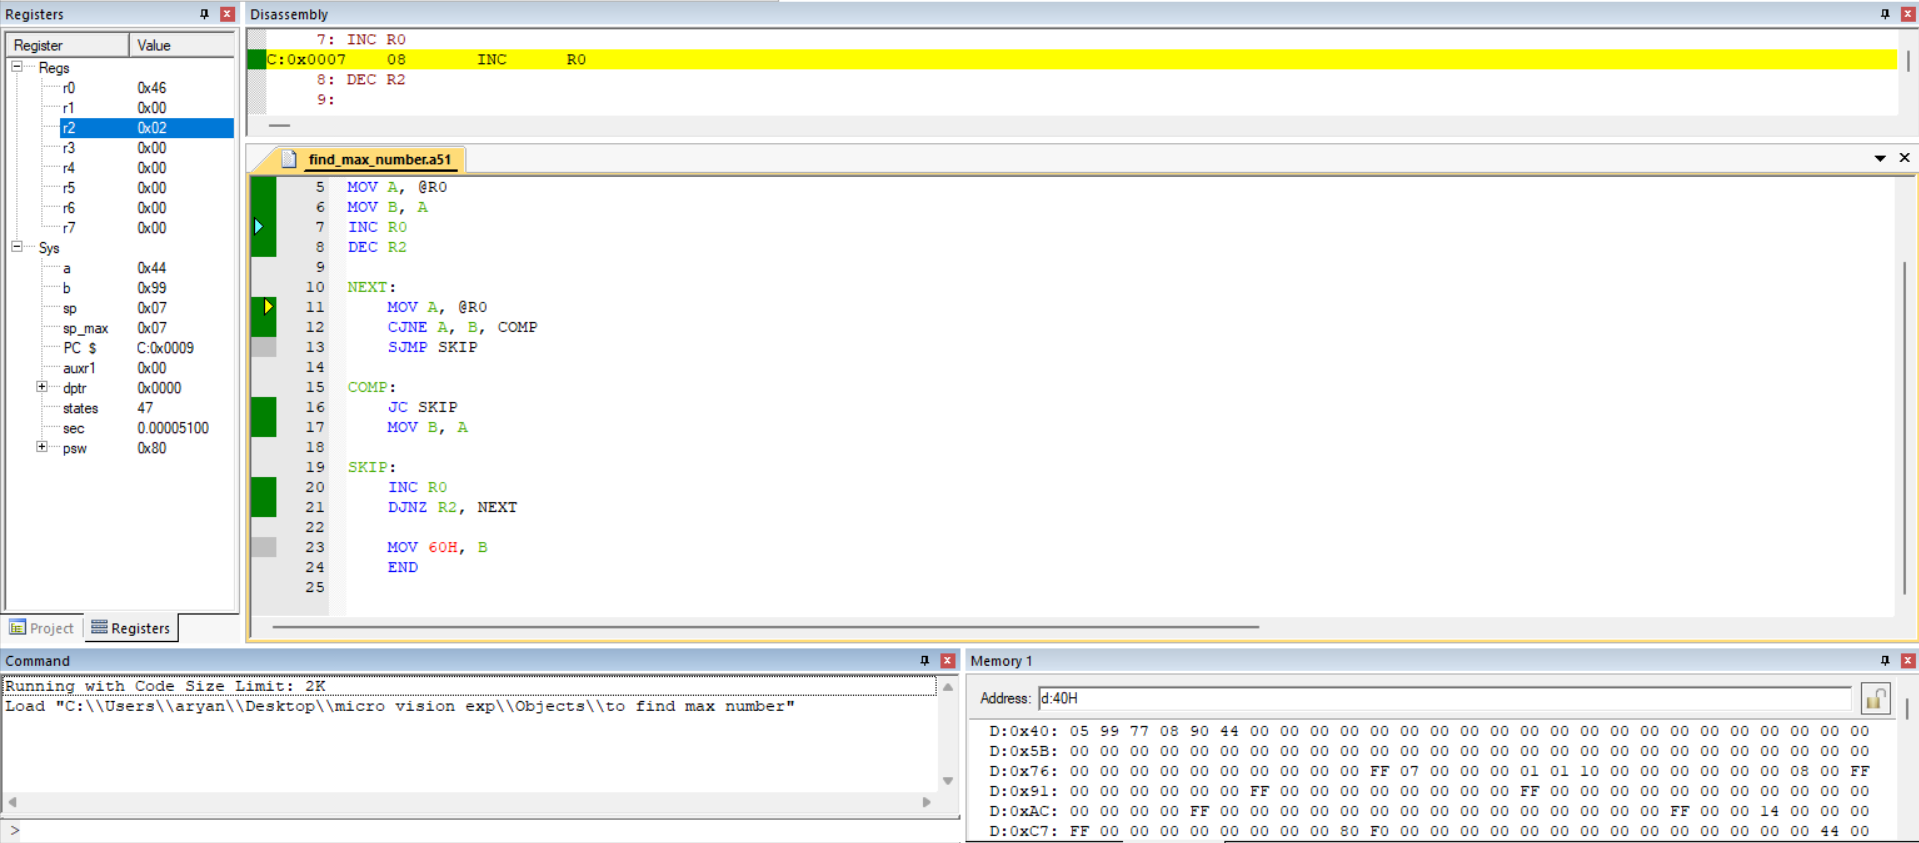 Registers
Register Value
Regs
r0 0x46
r1 0x00
r2 0x02
r3 0x00
r4 0x00
r5 0x00
r6 0x00
r7 0x00
Sys
a 0x44
b 0x99
sp 0x07
sp_max 0x07
PC $ C:0x0009
auxr1 0x00
dptr 0x0000
states 47
sec 0.00005100
psw 0x80
Project Registers
Disassembly
7: INC R0
C:0x0007 08 INC R0
8: DEC R2
9:
find_max_number.a51
5 MOV A, @R0
6 MOV B, A
7 INC R0
8 DEC R2
9
10 NEXT:
11 MOV A, @R0
12 CJNE A, B, COMP
13 SJMP SKIP
14
15 COMP:
16 JC SKIP
17 MOV B, A
18
19 SKIP:
20 INC R0
21 DJNZ R2, NEXT
22
23 MOV 60H, B
24 END
25
Command
Running with Code Size Limit: 2K
Load "C:\\Users\\aryan\\Desktop\\micro vision exp\\Objects\\to find max number"
>
Memory 1
Address: d:40H
D:0x40: 05 99 77 08 90 44 00 00 00 00 00 00 00 00 00 00 00 00 00 00 00 00 00 00 00 00 00
D:0x5B: 00 00 00 00 00 00 00 00 00 00 00 00 00 00 00 00 00 00 00 00 00 00 00 00 00 00 00
D:0x76: 00 00 00 00 00 00 00 00 00 00 FF 07 00 00 00 01 01 10 00 00 00 00 00 00 08 00 FF
D:0x91: 00 00 00 00 00 00 FF 00 00 00 00 00 00 00 00 FF 00 00 00 00 00 00 00 00 00 00 00
D:0xAC: 00 00 00 00 FF 00 00 00 00 00 00 00 00 00 00 00 00 00 00 00 FF 00 00 14 00 00 00
D:0xC7: FF 00 00 00 00 00 00 00 00 80 F0 00 00 00 00 00 00 00 00 00 00 00 00 00 00 44 00